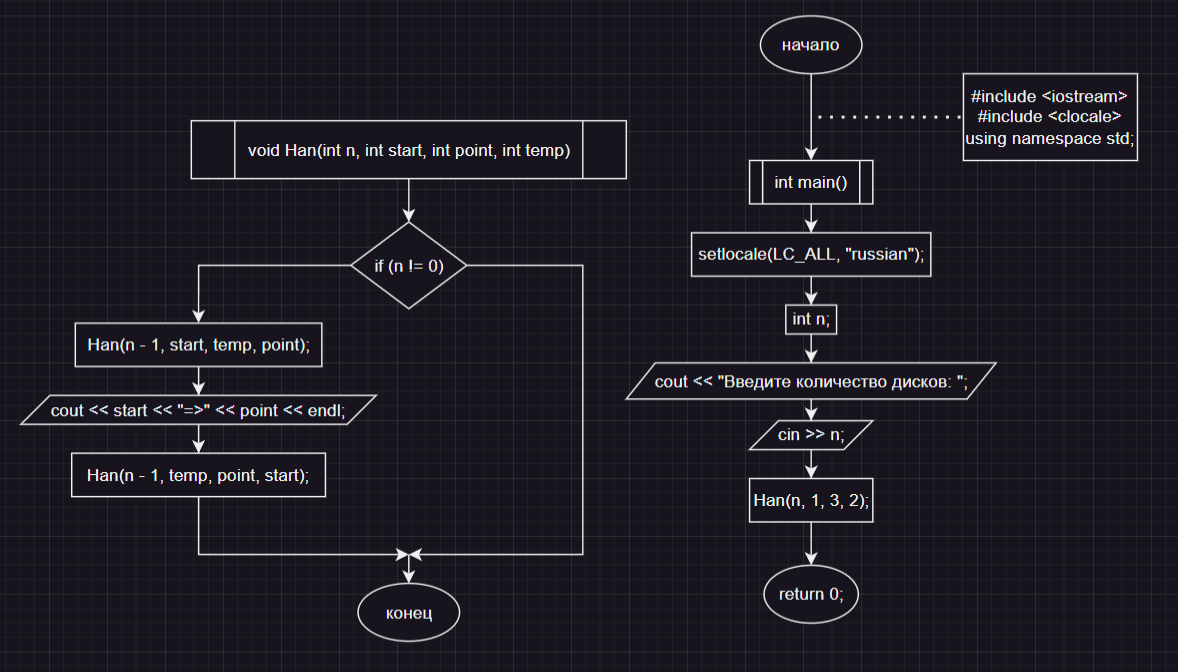 void Han(int n, int start, int point, int temp)
if (n != 0)
Han(n - 1, start, temp, point);
cout << start << "=>" << point << endl;
Han(n - 1, temp, point, start);
конец
начало
#include <iostream>
#include <clocale>
using namespace std;
int main()
setlocale(LC_ALL, "russian");
int n;
cout << "Введите количество дисков: ";
cin >> n;
Han(n, 1, 3, 2);
return 0;